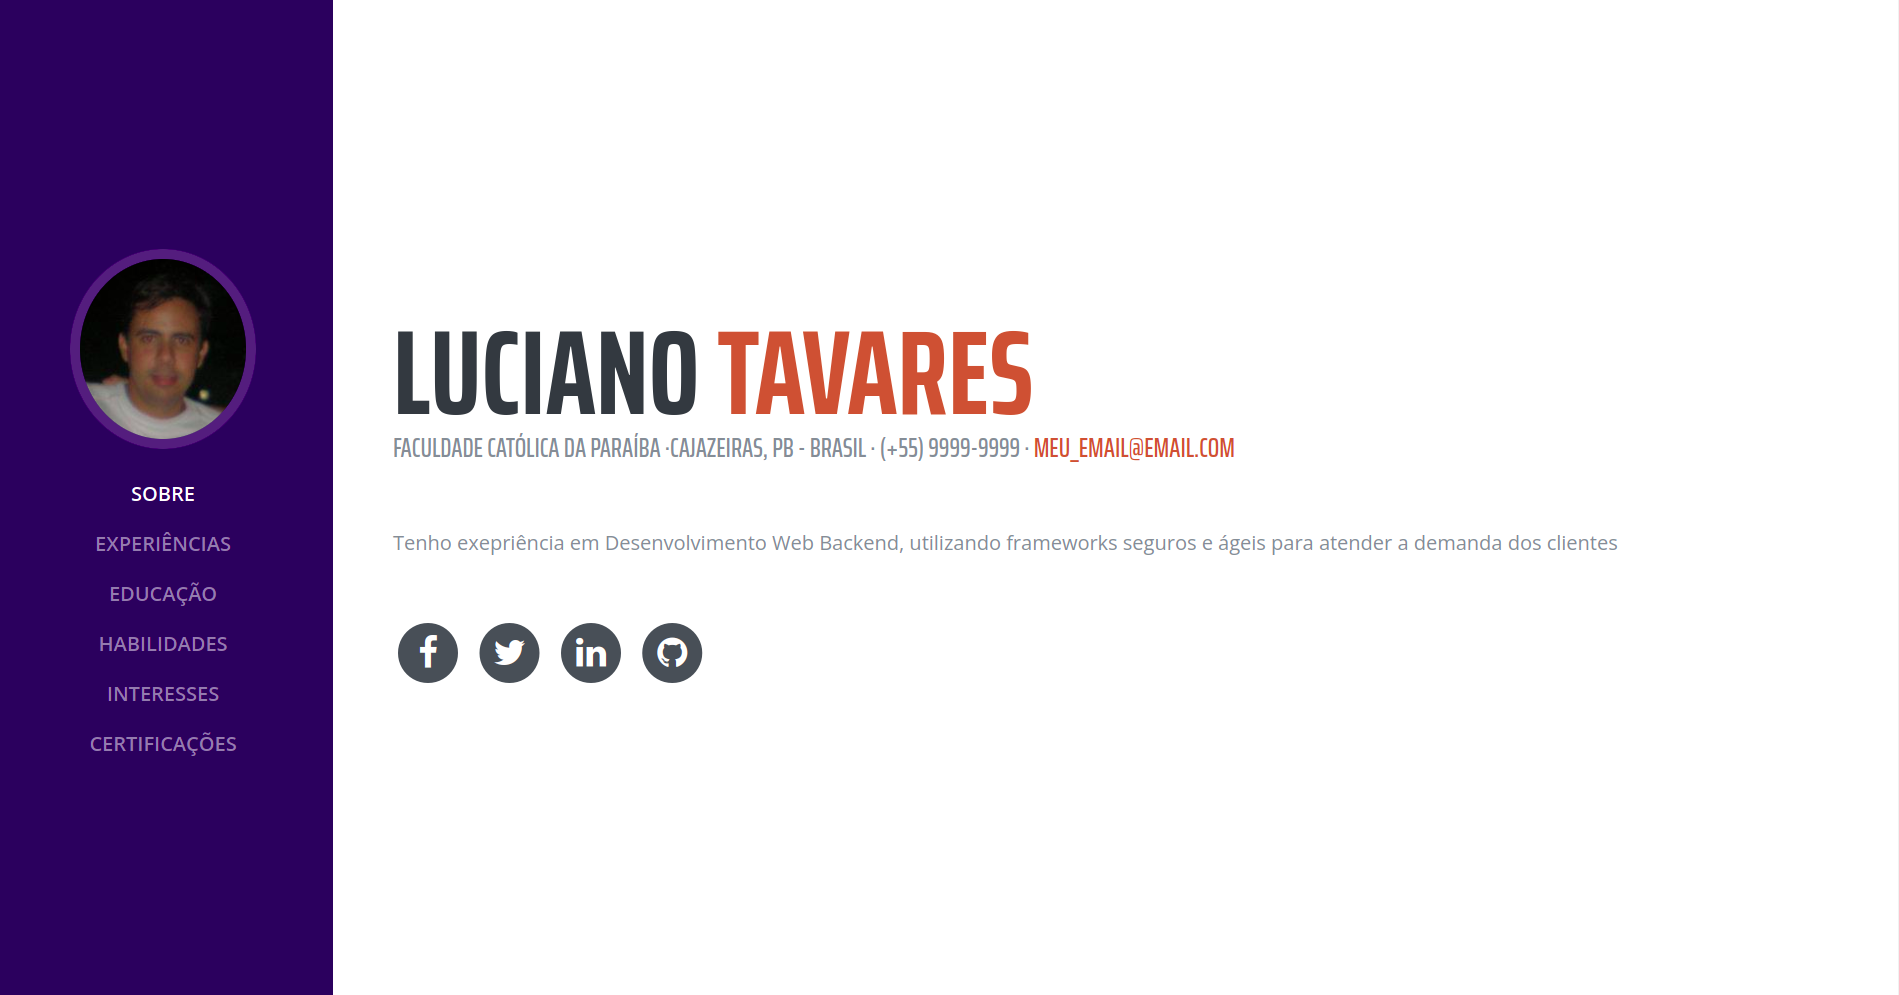 SOBRE
EXPERIÊNCIAS
EDUCAÇÃO
HABILIDADES
INTERESSES
CERTIFICAÇÕES
LUCIANO TAVARES
FACULDADE CATÓLICA DA PARAÍBA ·CAJAZEIRAS, PB - BRASIL · (+55) 9999-9999 · MEU_EMAIL@EMAIL.COM
Tenho exepriência em Desenvolvimento Web Backend, utilizando frameworks seguros e ágeis para atender a demanda dos clientes